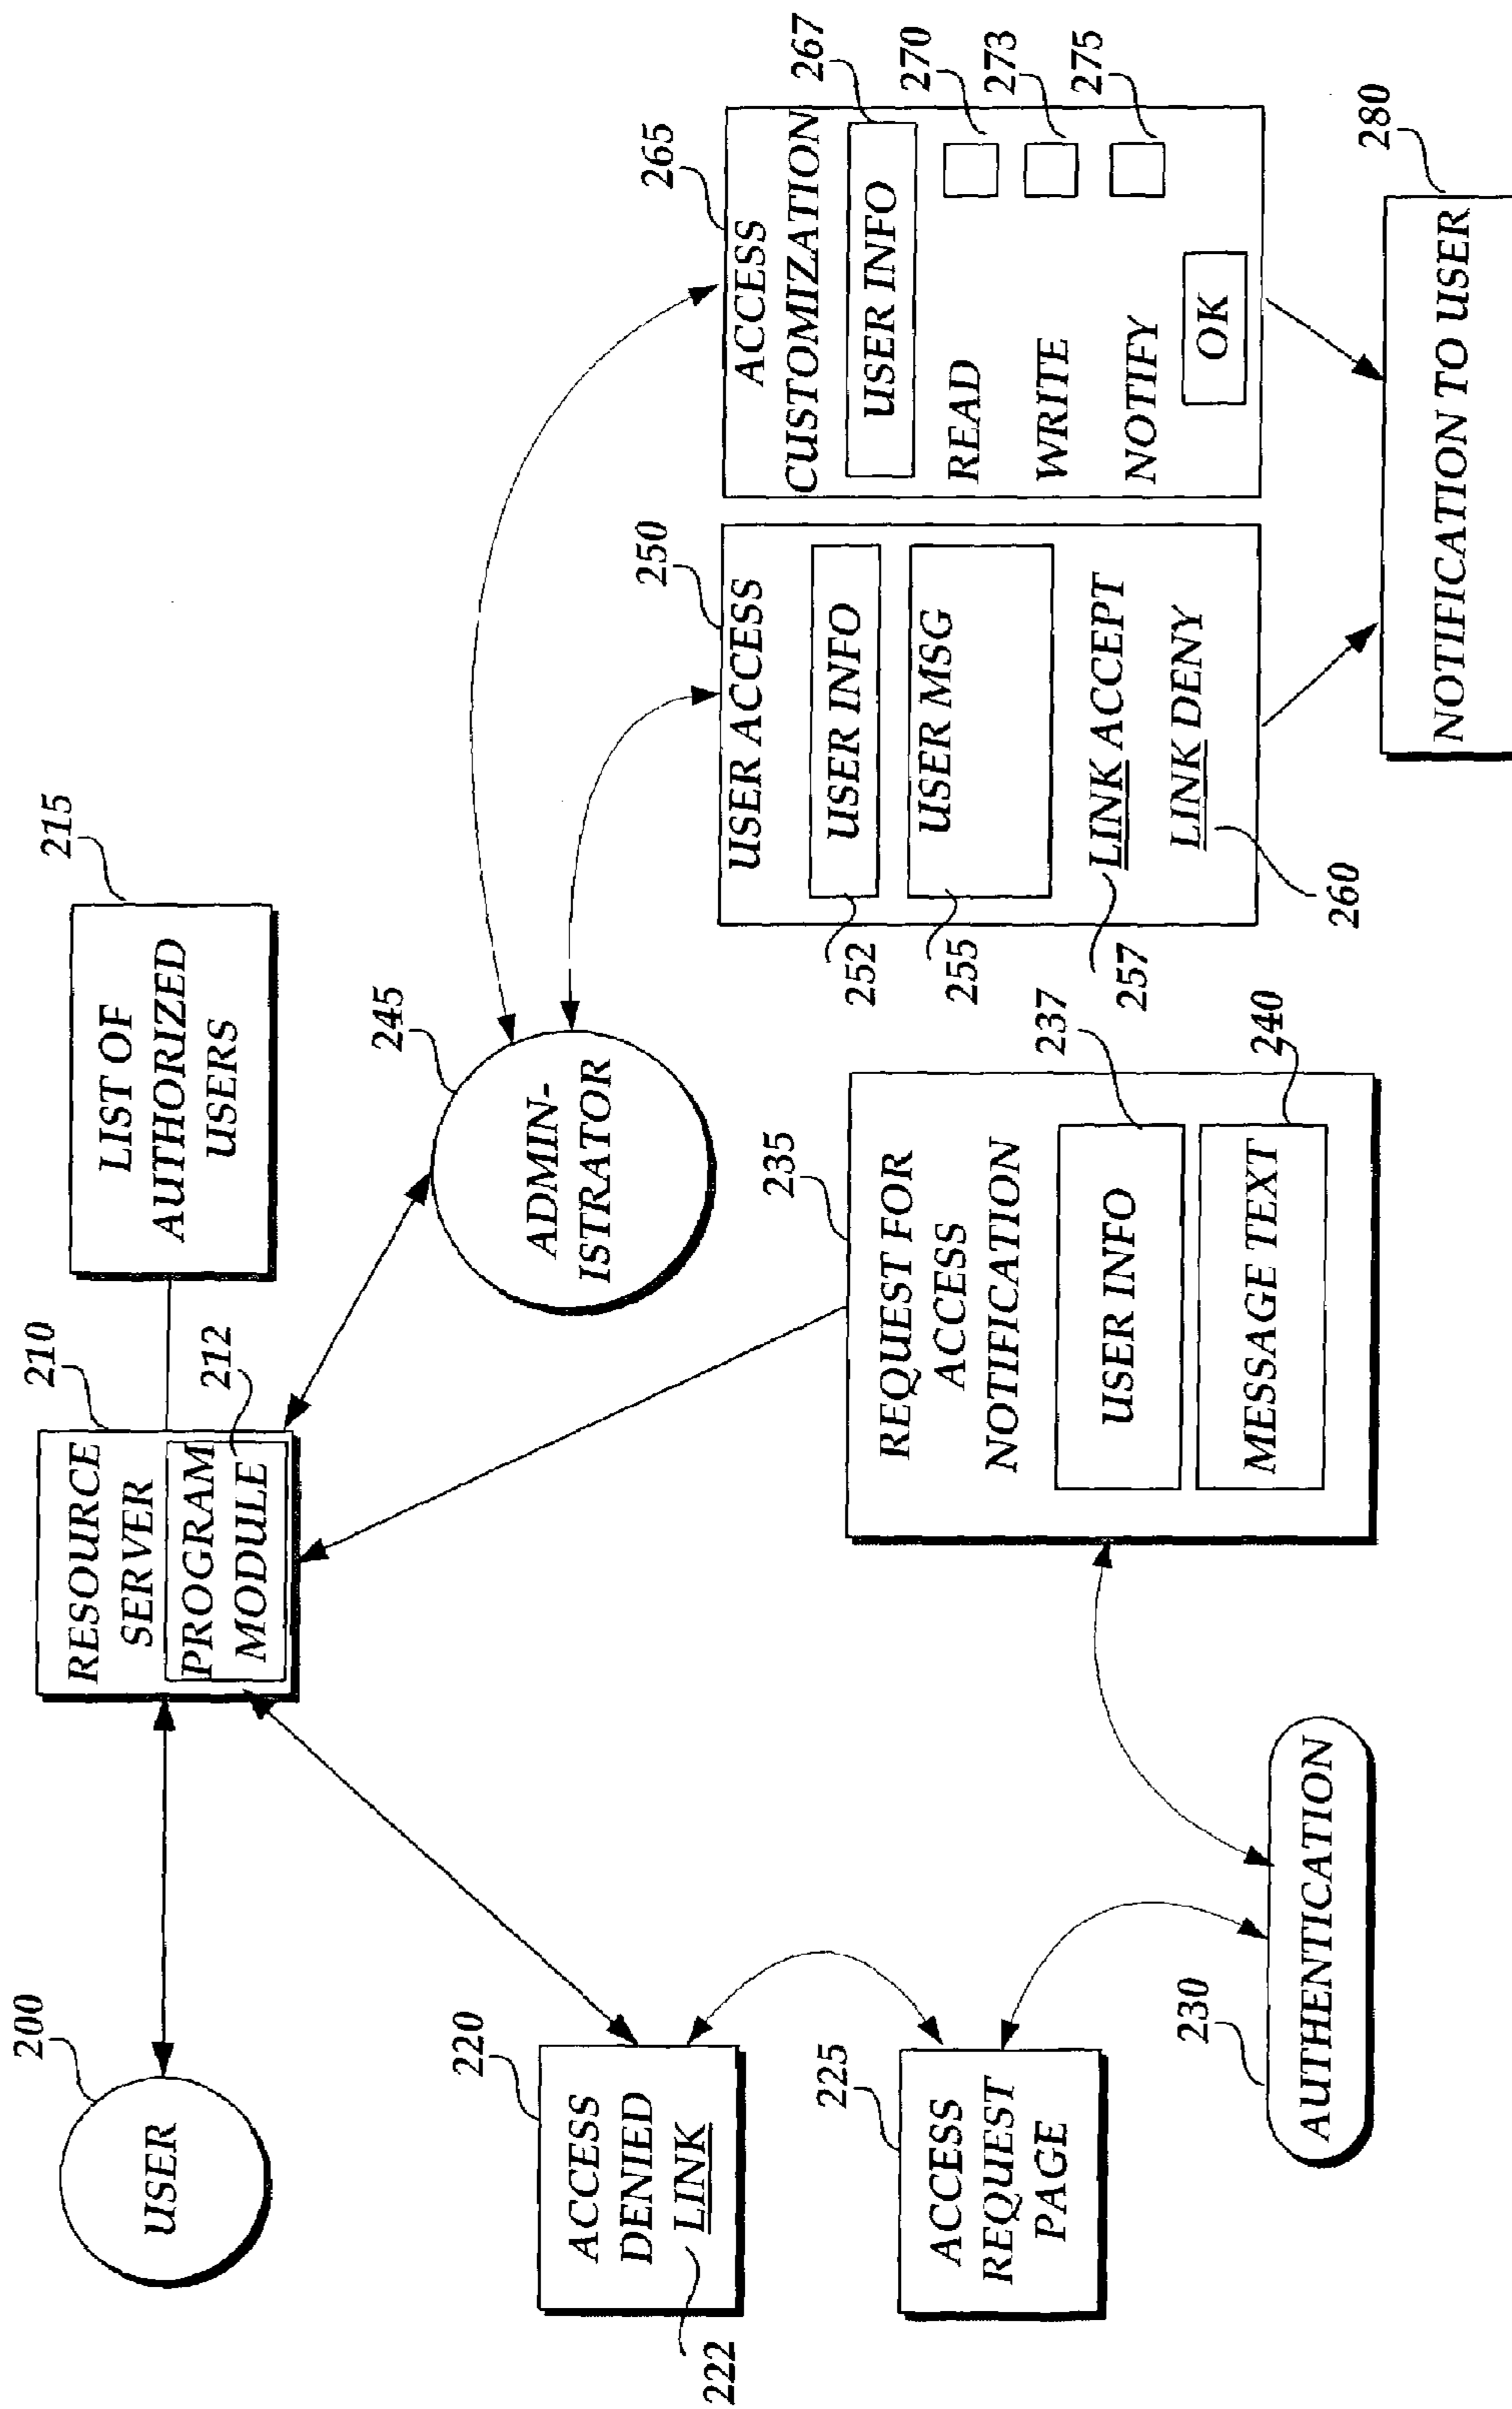 200
USER
210
RESOURCE
SERVER
PROGRAM
MODULE
212
215
LIST OF
AUTHORIZED
USERS
220
ACCESS
DENIED
LINK
222
225
ACCESS
REQUEST
PAGE
230
AUTHENTICATION
235
REQUEST FOR
ACCESS
NOTIFICATION
237
USER INFO
240
MESSAGE TEXT
245
ADMIN-
ISTRATOR
250
USER ACCESS
252
USER INFO
255
USER MSG
257
LINK ACCEPT
LINK DENY
260
265
ACCESS
CUSTOMIZATION
267
USER INFO
READ
270
WRITE
273
NOTIFY
275
OK
280
NOTIFICATION TO USER